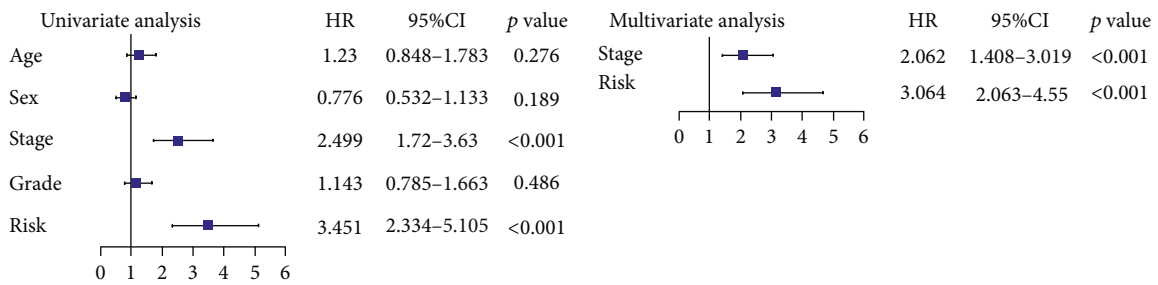 Univariate analysis HR 95%CI p value
Age 1.23 0.848–1.783 0.276
Sex 0.776 0.532–1.133 0.189
Stage 2.499 1.72–3.63 <0.001
Grade 1.143 0.785–1.663 0.486
Risk 3.451 2.334–5.105 <0.001
0 1 2 3 4 5 6
Multivariate analysis HR 95%CI p value
Stage 2.062 1.408–3.019 <0.001
Risk 3.064 2.063–4.55 <0.001
0 1 2 3 4 5 6